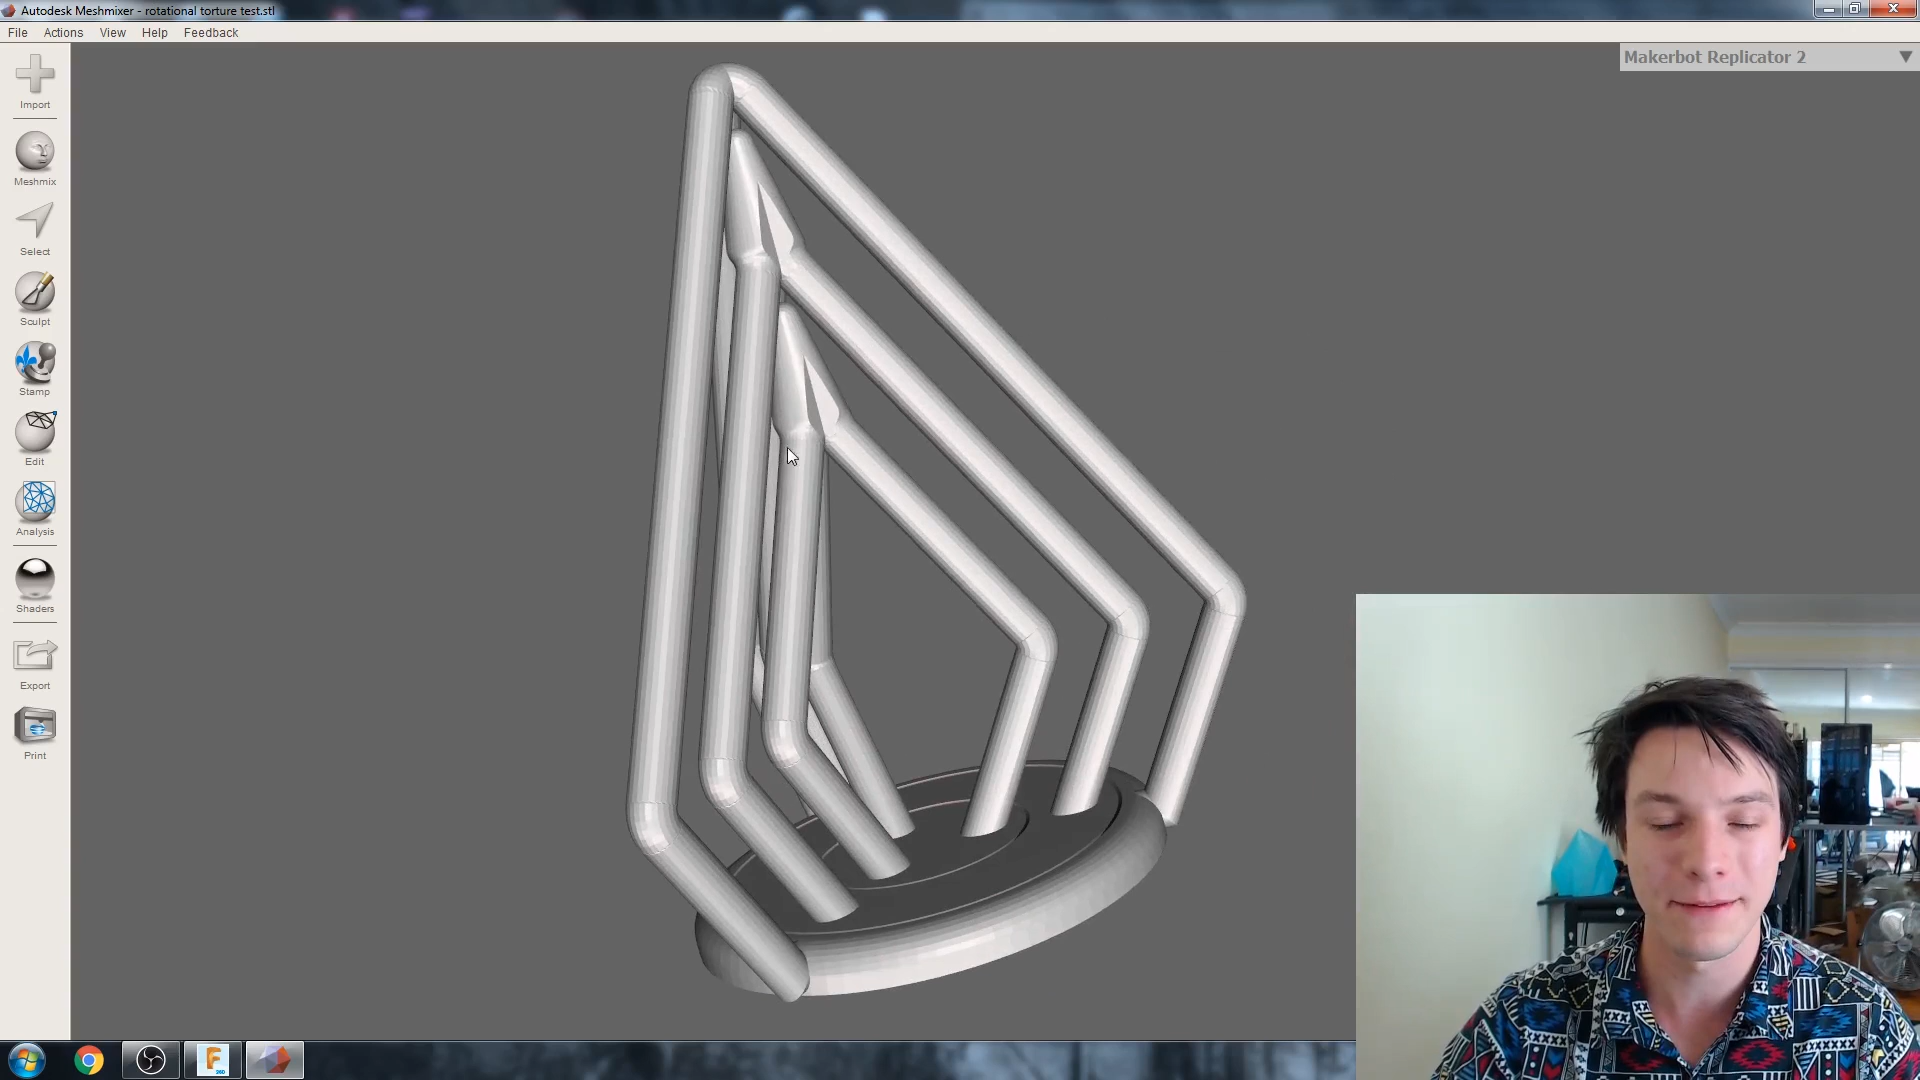 Autodesk Meshmixer - rotational torture test.stl
File Actions View Help Feedback
Makerbot Replicator 2
Import
Meshmix
Select
Sculpt
Stamp
Edit
Analysis
Shaders
Export
Print
F
360